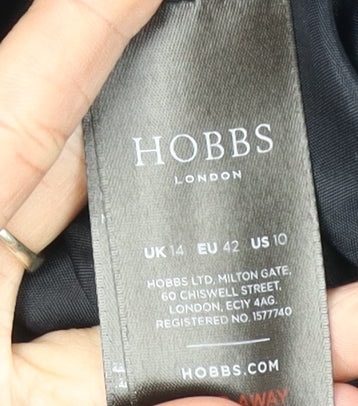 HOBBS
LONDON
UK 14 EU 42 US 10
HOBBS LTD, MILTON GATE,
60 CHISWELL STREET,
LONDON, EC1Y 4AG.
REGISTERED NO. 1577740
HOBBS.COM
AWAY